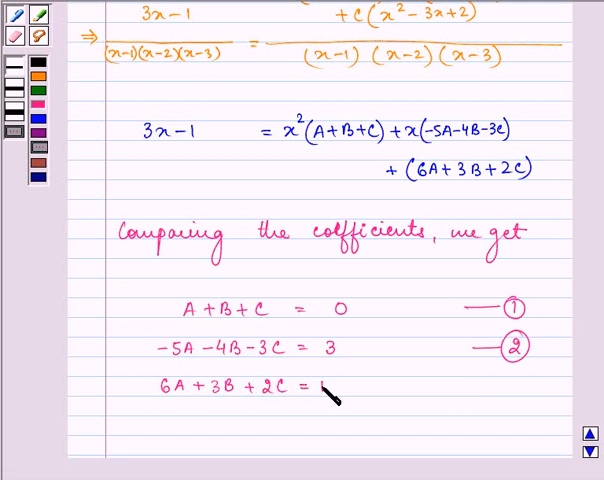 3x-1 + C(x² - 3x+2)
⇒ (x-1)(x-2)(x-3) = (x-1) (x-2) (x-3)
3x-1 = x²(A+B+C) + x(-5A-4B-3C)
+ (6A+3B+2C)
Comparing the coefficients, we get
A+B+C = 0 — ①
-5A-4B-3C = 3 — ②
6A+3B+2C =